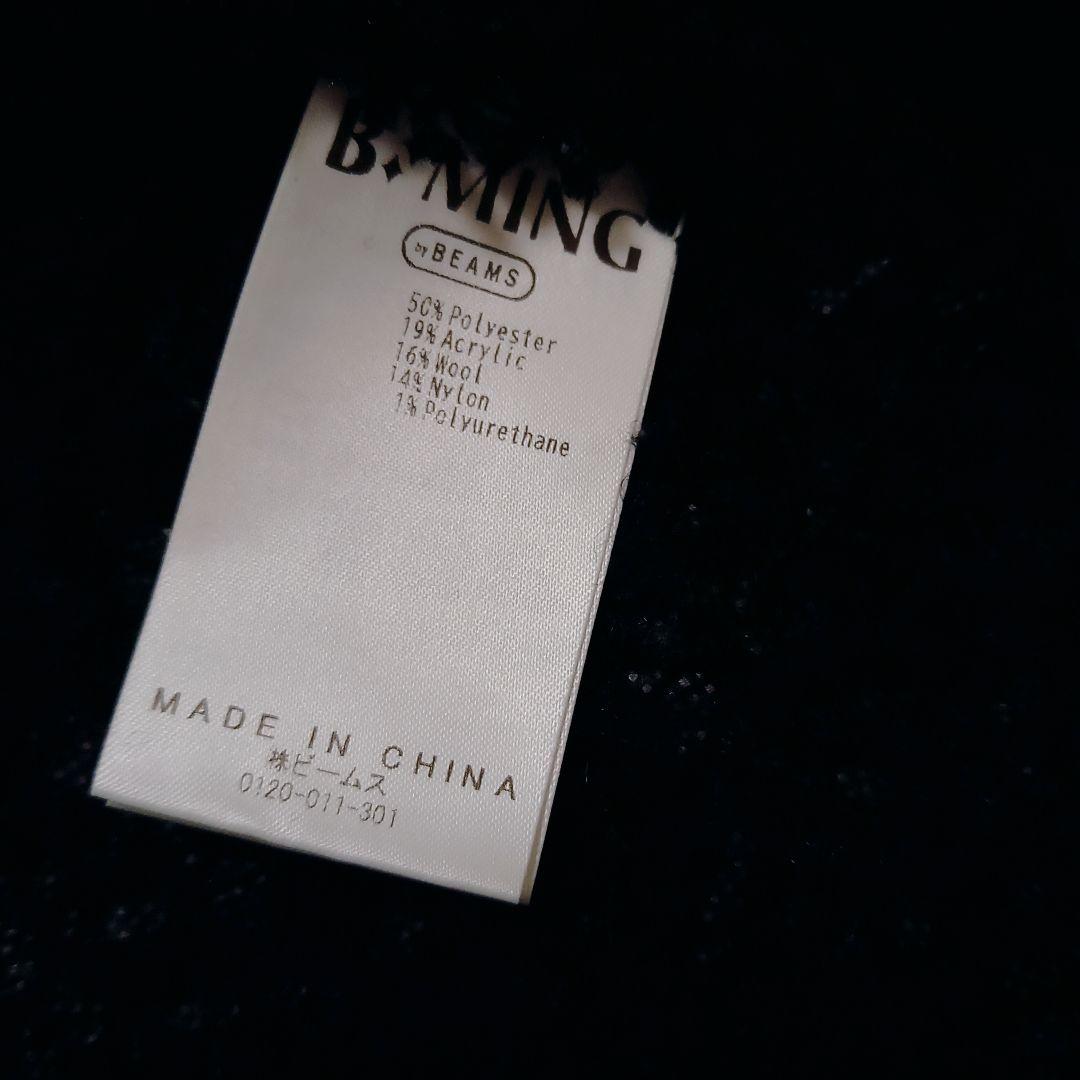 B✦MING
by BEAMS
50% Polyester
19% Acrylic
16% Wool
14% Nylon
1% Polyurethane
MADE IN CHINA
株ビームス
0120-011-301